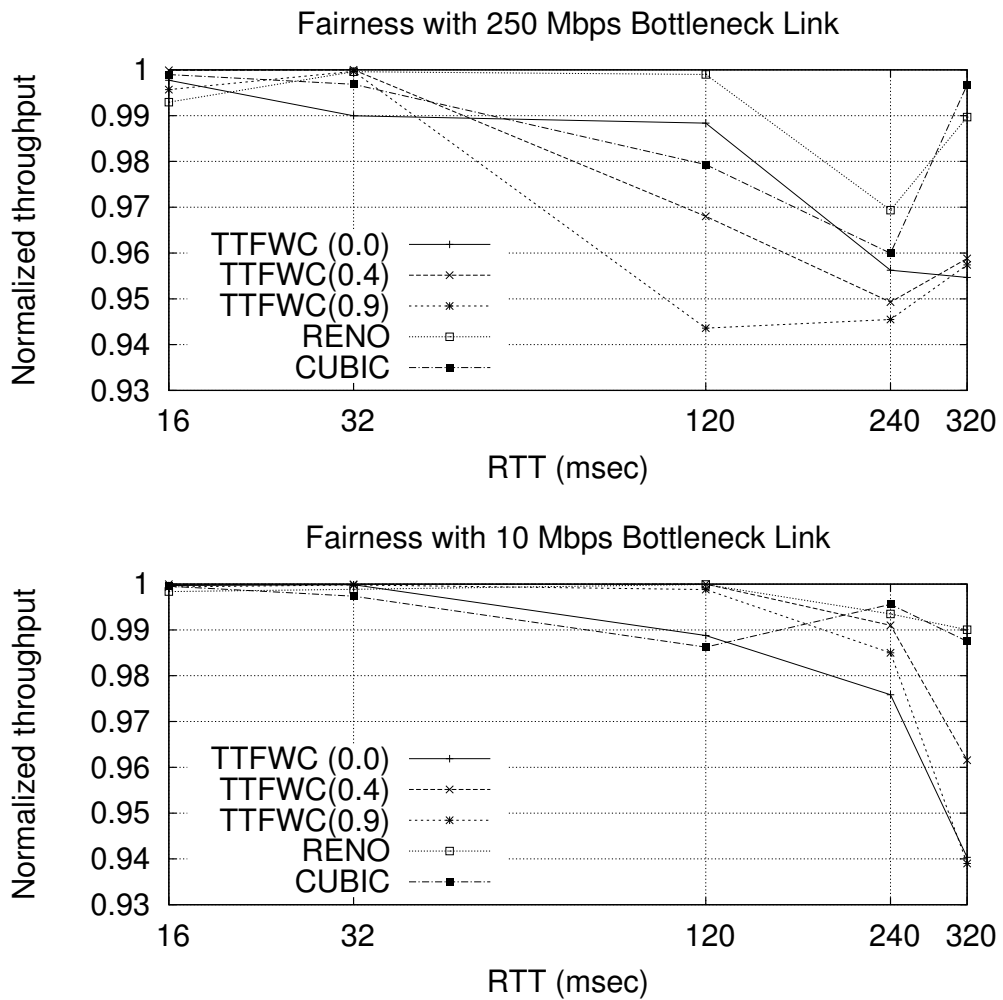 Fairness with 250 Mbps Bottleneck Link
Normalized throughput
1
0.99
0.98
0.97
0.96
0.95
0.94
0.93
TTFWC (0.0)
TTFWC(0.4)
TTFWC(0.9)
RENO
CUBIC
16 32 120 240 320
RTT (msec)
Fairness with 10 Mbps Bottleneck Link
Normalized throughput
1
0.99
0.98
0.97
0.96
0.95
0.94
0.93
TTFWC (0.0)
TTFWC(0.4)
TTFWC(0.9)
RENO
CUBIC
16 32 120 240 320
RTT (msec)